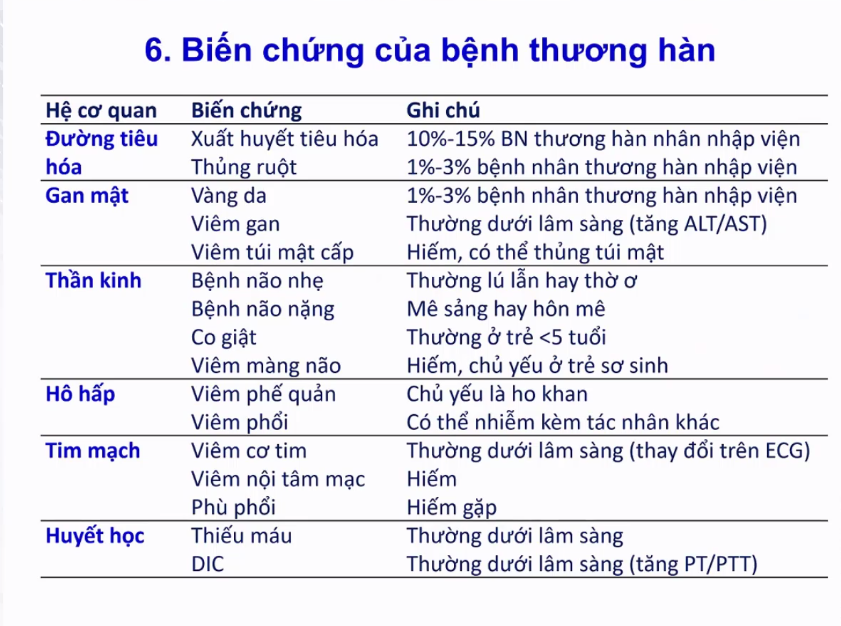 6. Biến chứng của bệnh thương hàn
Hệ cơ quan Biến chứng Ghi chú
Đường tiêu Xuất huyết tiêu hóa 10%-15% BN thương hàn nhân nhập viện
hóa Thủng ruột 1%-3% bệnh nhân thương hàn nhập viện
Gan mật Vàng da 1%-3% bệnh nhân thương hàn nhập viện
Viêm gan Thường dưới lâm sàng (tăng ALT/AST)
Viêm túi mật cấp Hiếm, có thể thủng túi mật
Thần kinh Bệnh não nhẹ Thường lú lẫn hay thờ ơ
Bệnh não nặng Mê sảng hay hôn mê
Co giật Thường ở trẻ <5 tuổi
Viêm màng não Hiếm, chủ yếu ở trẻ sơ sinh
Hô hấp Viêm phế quản Chủ yếu là ho khan
Viêm phổi Có thể nhiễm kèm tác nhân khác
Tim mạch Viêm cơ tim Thường dưới lâm sàng (thay đổi trên ECG)
Viêm nội tâm mạc Hiếm
Phù phổi Hiếm gặp
Huyết học Thiếu máu Thường dưới lâm sàng
DIC Thường dưới lâm sàng (tăng PT/PTT)